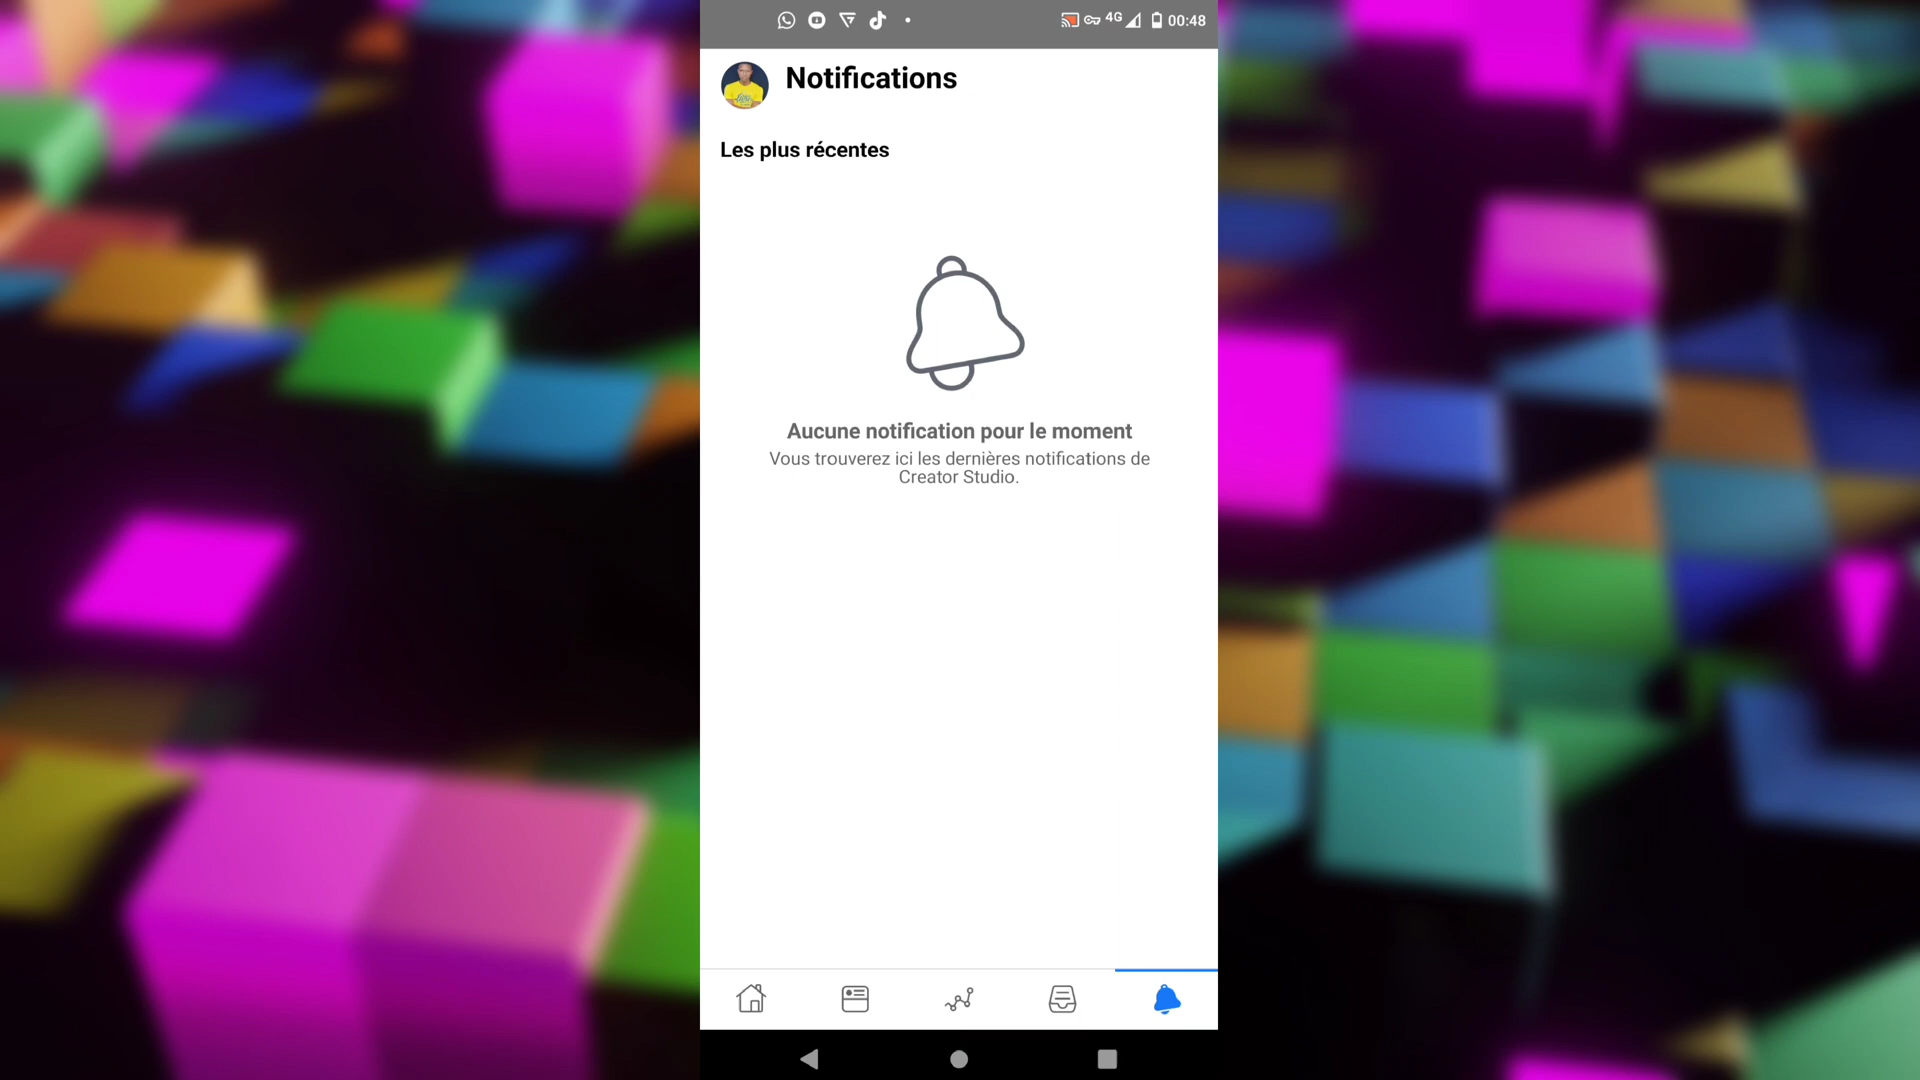 4G 00:48
Notifications
Les plus récentes
Aucune notification pour le moment
Vous trouverez ici les dernières notifications de
Creator Studio.